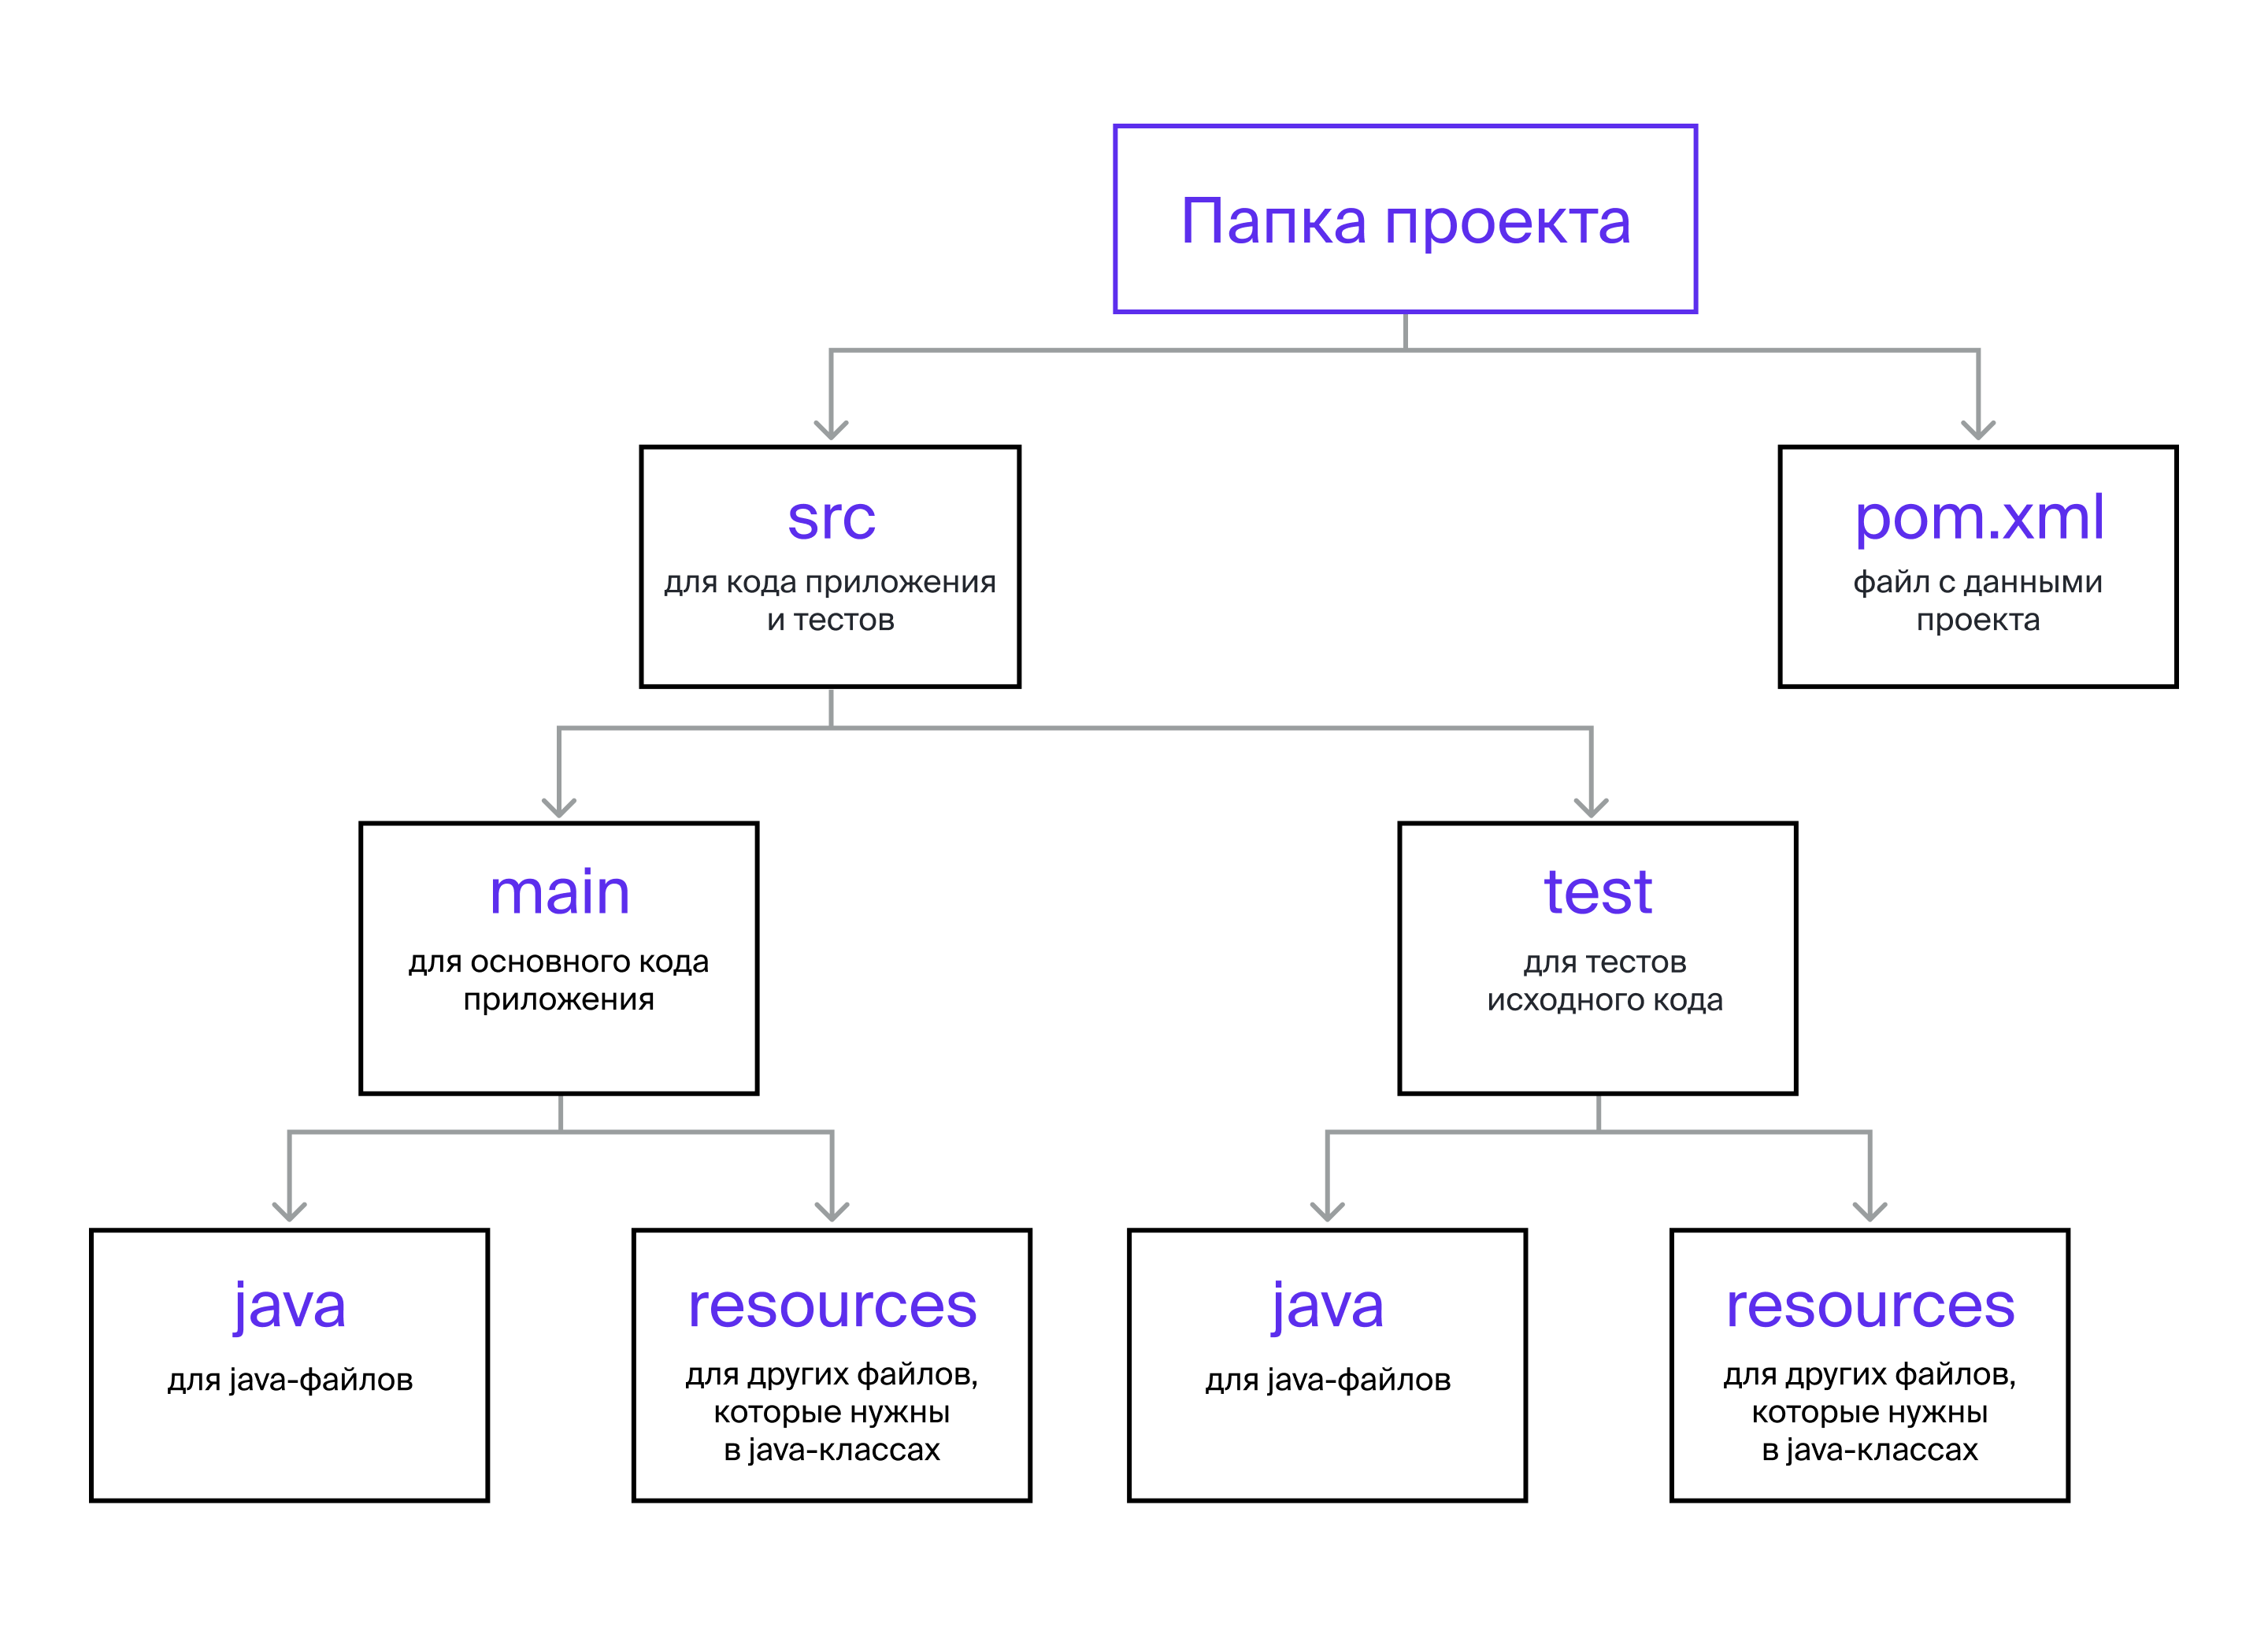 Папка проекта
src
для кода приложения
и тестов
pom.xml
файл с данными
проекта
main
для основного кода
приложения
test
для тестов
исходного кода
java
для java-файлов
resources
для других файлов,
которые нужны
в java-классах
java
для java-файлов
resources
для других файлов,
которые нужны
в java-классах